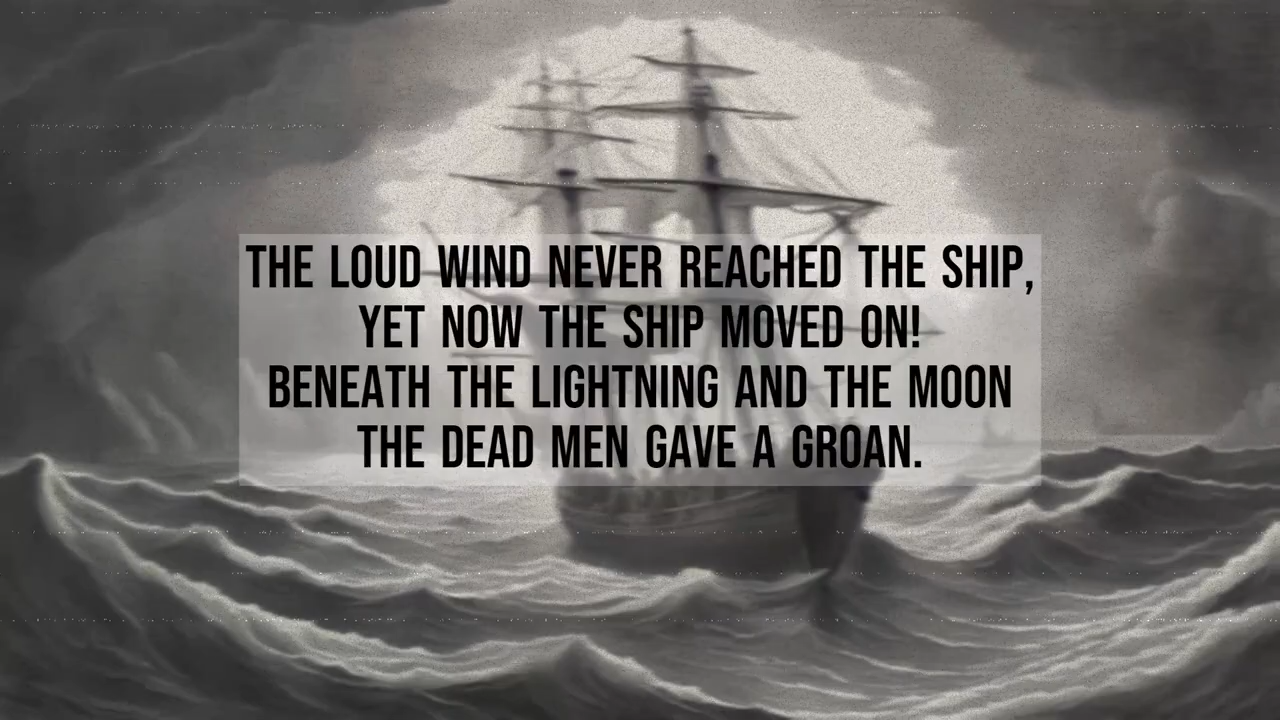 THE LOUD WIND NEVER REACHED THE SHIP,
YET NOW THE SHIP MOVED ON!
BENEATH THE LIGHTNING AND THE MOON
THE DEAD MEN GAVE A GROAN.